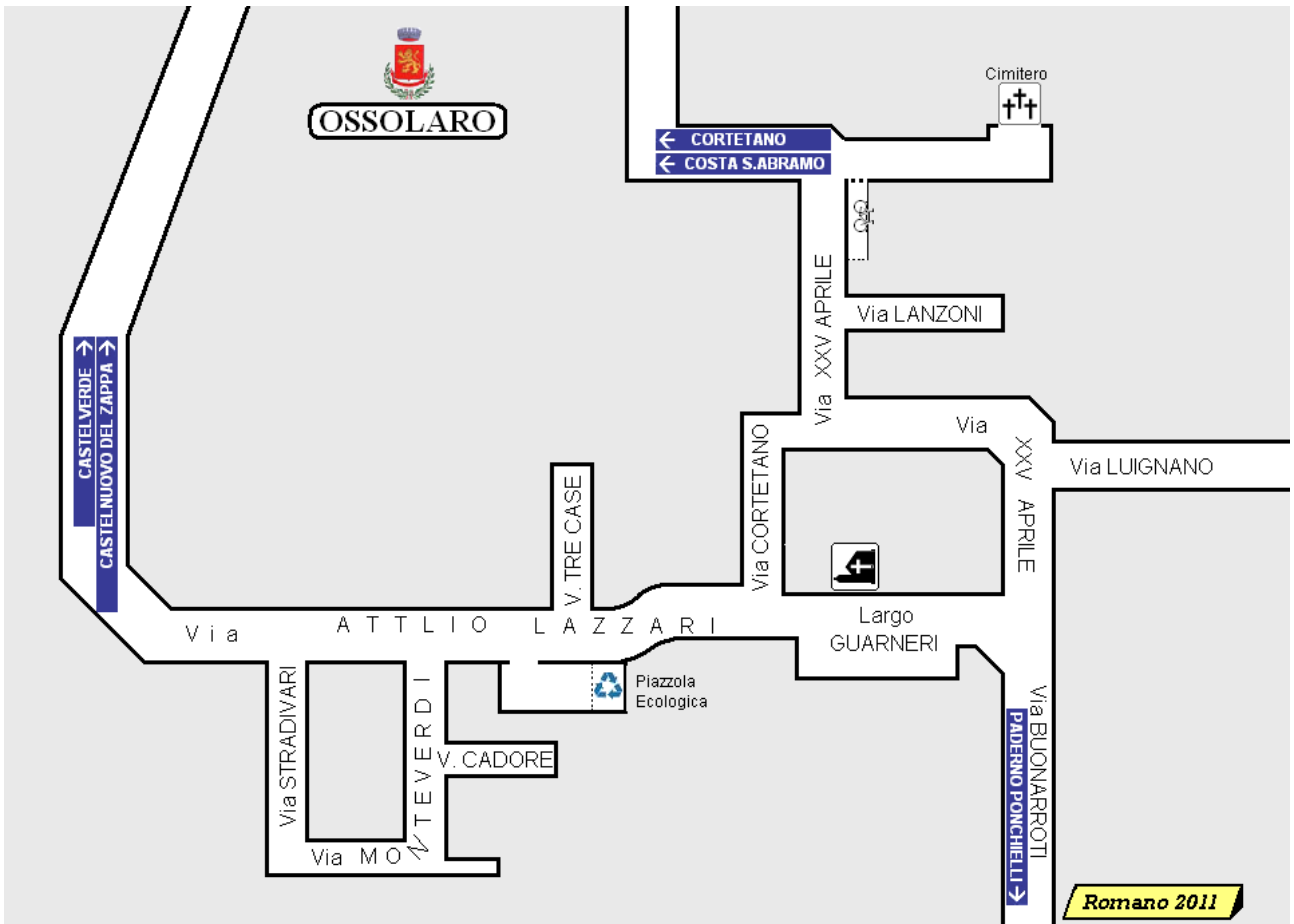 OSSOLARO
Cimitero
← CORTETANO
← COSTA S.ABRAMO
Via XXV APRILE
Via LANZONI
CASTELVERDE →
CASTELNUOVO DEL ZAPPA →
Via XXV APRILE
Via LUIGNANO
Via CORTETANO
V. TRE CASE
Via ATTLIO LAZZARI
Largo
GUARNERI
Piazzola
Ecologica
Via STRADIVARI
Via MONTEVERDI
V. CADORE
Via BUONARROTI
PADERNO PONCHIELLI →
Romano 2011